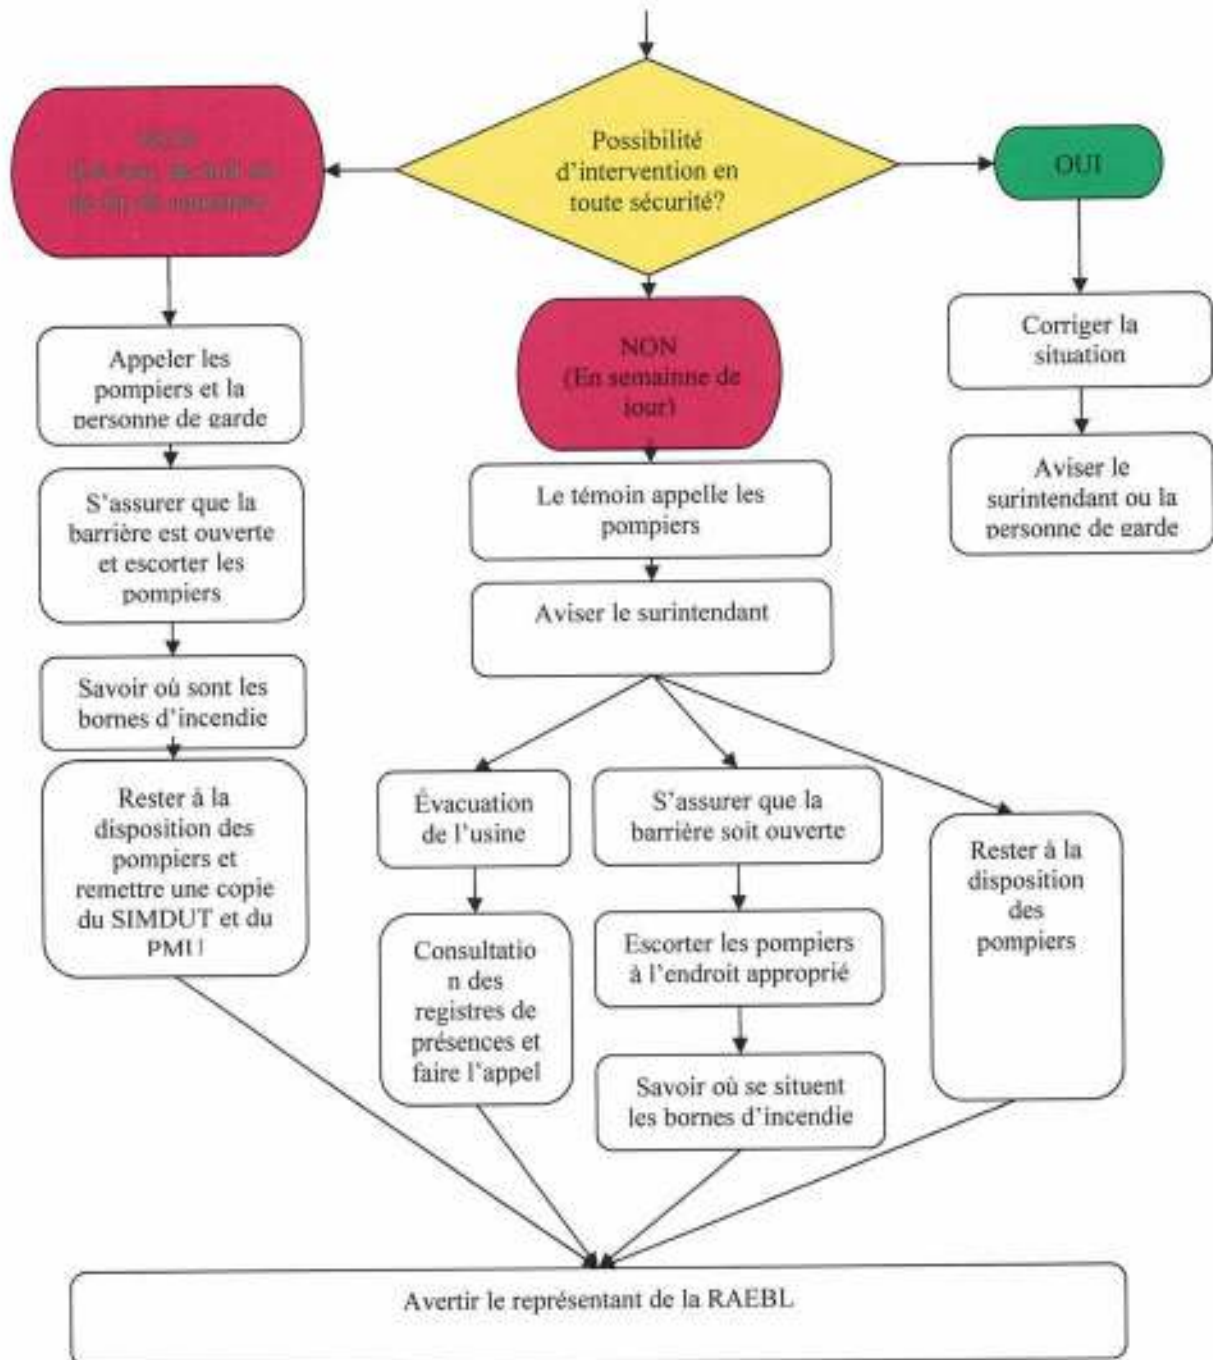 Possibilité
d'intervention en
toute sécurité?
OUI
NON
(En semainne de
jour)
Corriger la
situation
Aviser le
surintendant ou la
personne de garde
Appeler les
pompiers et la
personne de garde
S'assurer que la
barrière est ouverte
et escorter les
pompiers
Savoir où sont les
bornes d'incendie
Rester à la
disposition des
pompiers et
remettre une copie
du SIMDUT et du
PMU
Le témoin appelle les
pompiers
Aviser le surintendant
Évacuation
de l'usine
Consultatio
n des
registres de
présences et
faire l'appel
S'assurer que la
barrière soit ouverte
Escorter les pompiers
à l'endroit approprié
Savoir où se situent
les bornes d'incendie
Rester à la
disposition
des
pompiers
Avertir le représentant de la RAEBL